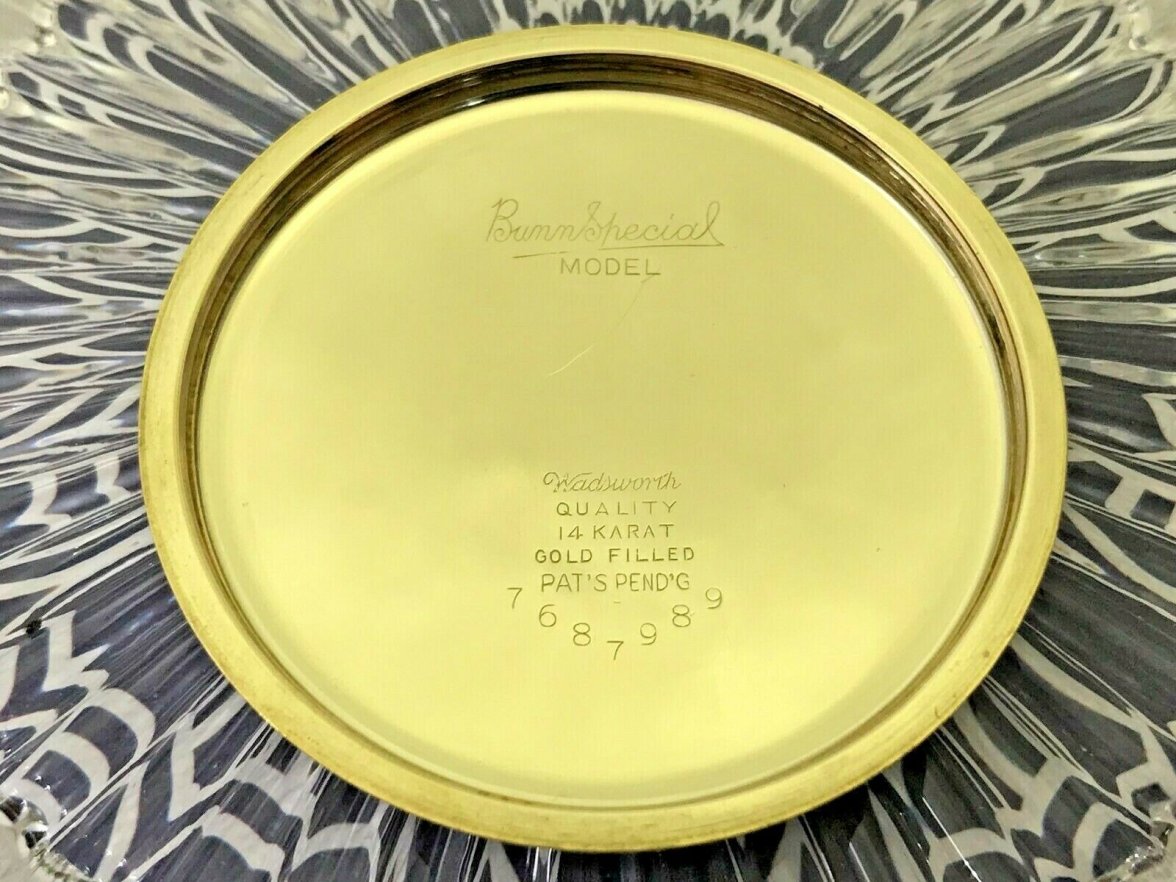 Bunn Special
MODEL
Wadsworth
QUALITY
14 KARAT
GOLD FILLED
PAT'S PEND'G
7687989